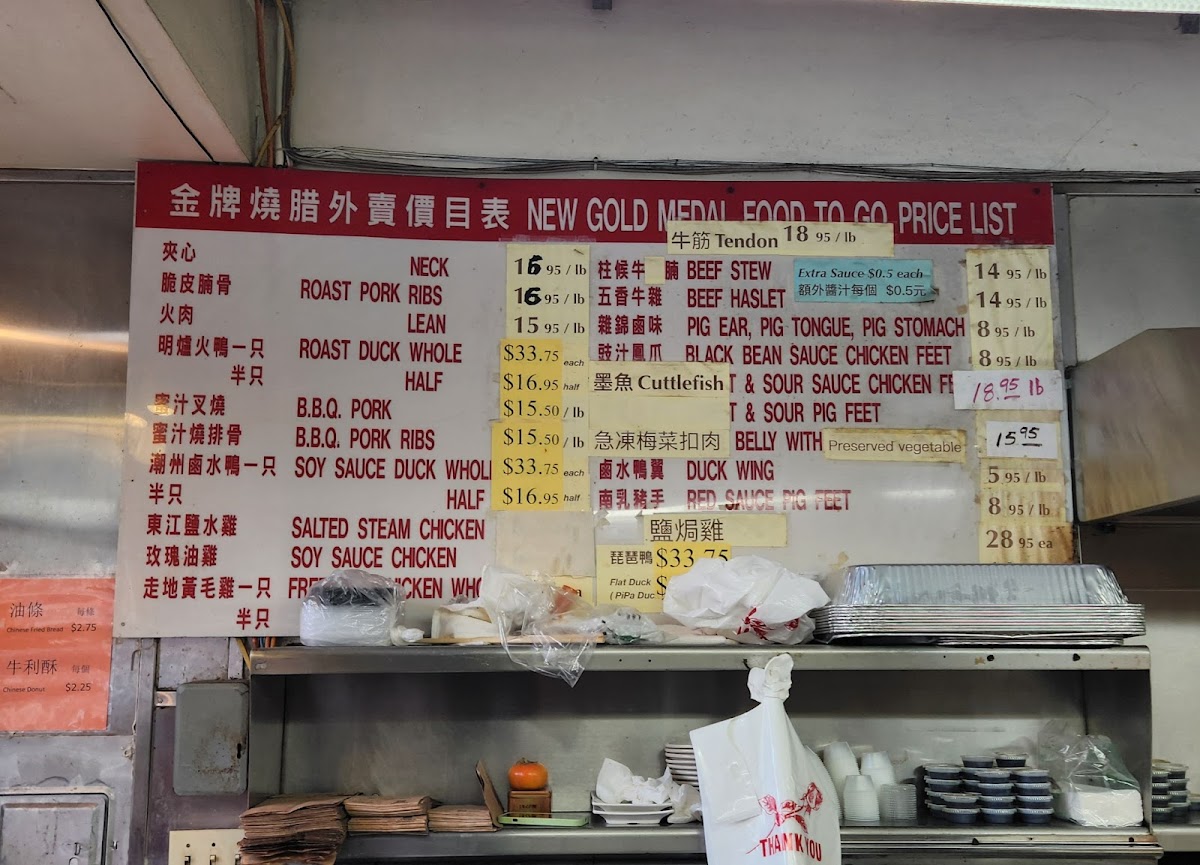 金牌燒腊外賣價目表 NEW GOLD MEDAL FOOD TO GO PRICE LIST
夾心 NECK 16 95 / lb
脆皮腩骨 ROAST PORK RIBS 16 95 / lb
火肉 LEAN 15 95 / lb
明爐火鴨一只 ROAST DUCK WHOLE $33.75 each
半只 HALF $16.95 half
蜜汁叉燒 B.B.Q. PORK $15.50 / lb
蜜汁燒排骨 B.B.Q. PORK RIBS $15.50 / lb
潮州鹵水鴨一只 SOY SAUCE DUCK WHOL $33.75 each
半只 HALF $16.95 half
東江鹽水雞 SALTED STEAM CHICKEN
玫瑰油雞 SOY SAUCE CHICKEN
走地黃毛雞一只 FRE ICKEN WHO
半只
牛筋 Tendon 18 95 / lb
柱候牛 腩 BEEF STEW 14 95 / lb
Extra Sauce $0.5 each
額外醬汁每個 $0.5元
五香牛雜 BEEF HASLET 14 95 / lb
雜錦鹵味 PIG EAR, PIG TONGUE, PIG STOMACH 8 95 / lb
豉汁鳳爪 BLACK BEAN SAUCE CHICKEN FEET 8 95 / lb
墨魚 Cuttlefish T & SOUR SAUCE CHICKEN FE 18.95 lb
T & SOUR PIG FEET
急凍梅菜扣肉 BELLY WITH Preserved vegetable 15 95
鹵水鴨翼 DUCK WING 5 95 / lb
南乳豬手 RED SAUCE PIG FEET 8 95 / lb
鹽焗雞 28 95 ea
琵琶鴨 $33.75
Flat Duck $
(PiPa Duc
油條 每條
Chinese Fried Bread $2.75
牛利酥 每個
Chinese Donut $2.25
THANK YOU